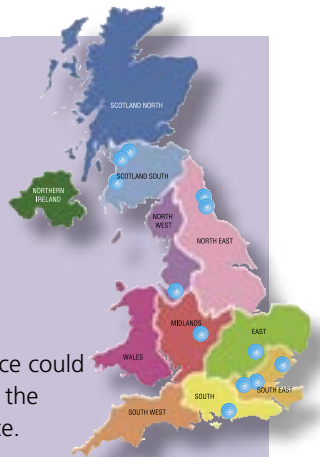 SCOTLAND NORTH
SCOTLAND SOUTH
NORTHERN
IRELAND
NORTH
WEST
NORTH EAST
MIDLANDS
EAST
WALES
SOUTH
SOUTH EAST
SOUTH WEST
ce could
the
te.